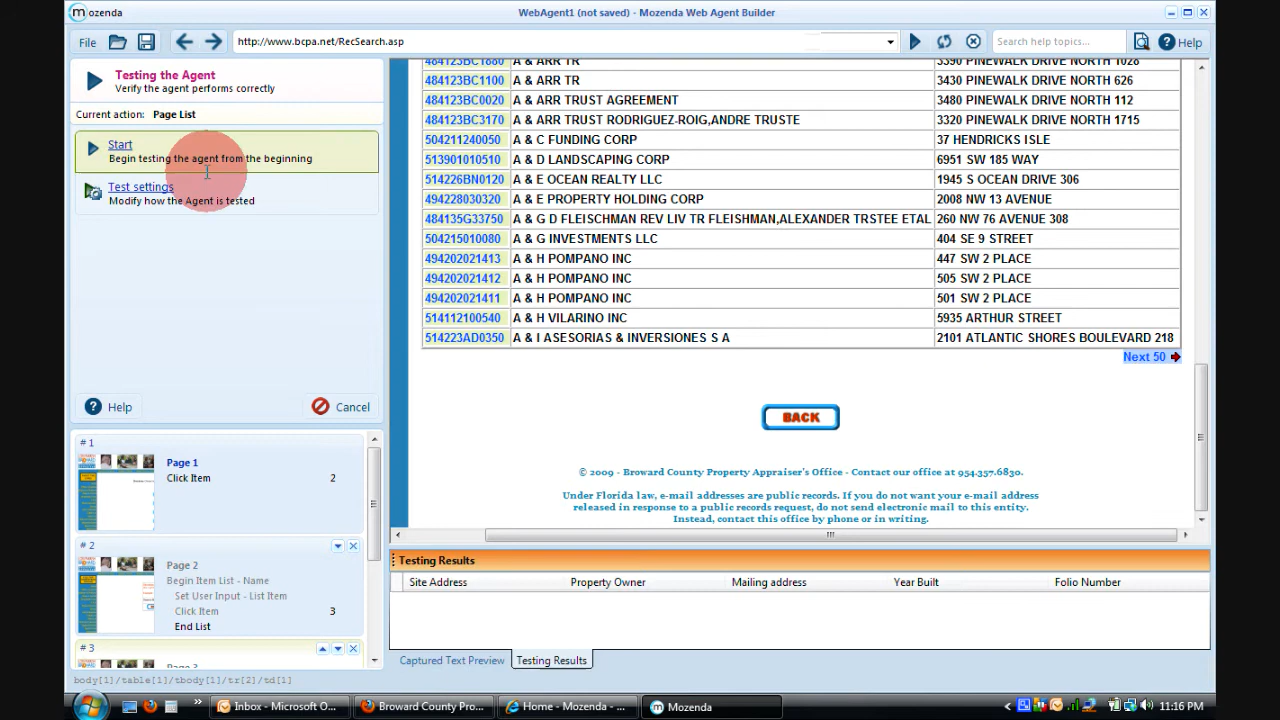 mozenda
WebAgent1 (not saved) - Mozenda Web Agent Builder
File
http://www.bcpa.net/RecSearch.asp
Search help topics...
Help
Testing the Agent
Verify the agent performs correctly
Current action: Page List
Start
Begin testing the agent from the beginning
Test settings
Modify how the Agent is tested
Help
Cancel
484123BC1880 A & ARR TR 3390 PINEWALK DRIVE NORTH 1028
484123BC1100 A & ARR TR 3430 PINEWALK DRIVE NORTH 626
484123BC0020 A & ARR TRUST AGREEMENT 3480 PINEWALK DRIVE NORTH 112
484123BC3170 A & ARR TRUST RODRIGUEZ-ROIG,ANDRE TRUSTE 3320 PINEWALK DRIVE NORTH 1715
504211240050 A & C FUNDING CORP 37 HENDRICKS ISLE
513901010510 A & D LANDSCAPING CORP 6951 SW 185 WAY
514226BN0120 A & E OCEAN REALTY LLC 1945 S OCEAN DRIVE 306
494228030320 A & E PROPERTY HOLDING CORP 2008 NW 13 AVENUE
484135G33750 A & G D FLEISCHMAN REV LIV TR FLEISHMAN,ALEXANDER TRSTEE ETAL 260 NW 76 AVENUE 308
504215010080 A & G INVESTMENTS LLC 404 SE 9 STREET
494202021413 A & H POMPANO INC 447 SW 2 PLACE
494202021412 A & H POMPANO INC 505 SW 2 PLACE
494202021411 A & H POMPANO INC 501 SW 2 PLACE
514112100540 A & H VILARINO INC 5935 ARTHUR STREET
514223AD0350 A & I ASESORIAS & INVERSIONES S A 2101 ATLANTIC SHORES BOULEVARD 218
Next 50
BACK
© 2009 - Broward County Property Appraiser's Office - Contact our office at 954.357.6830.
Under Florida law, e-mail addresses are public records. If you do not want your e-mail address
released in response to a public records request, do not send electronic mail to this entity.
Instead, contact this office by phone or in writing.
# 1
Page 1
Click Item 2
# 2
Page 2
Begin Item List - Name
Set User Input - List Item
Click Item 3
End List
# 3
Page 3
Testing Results
Site Address Property Owner Mailing address Year Built Folio Number
Captured Text Preview Testing Results
body[1]/table[1]/tbody[1]/tr[2]/td[1]
Inbox - Microsoft O...
Broward County Pro...
Home - Mozenda - ...
Mozenda
11:16 PM